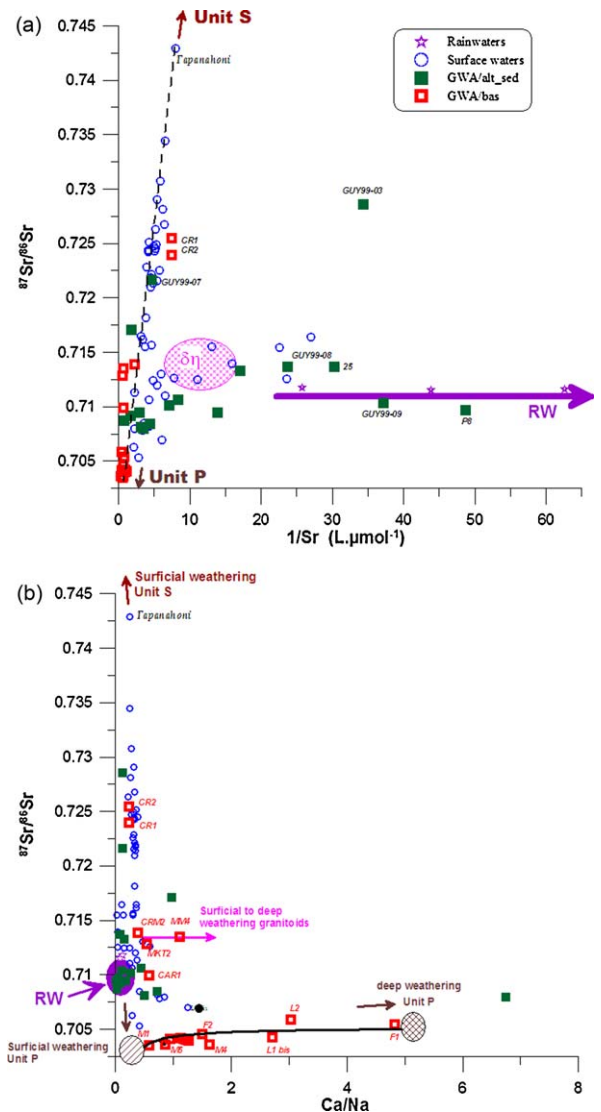 (a)
Unit S
Tapanahoni
Rainwaters
Surface waters
GWA/alt_sed
GWA/bas
0.745
0.74
0.735
0.73
0.725
0.72
0.715
0.71
0.705
87Sr/86Sr
GUY99-03
CR1
CR2
GUY99-07
δη
GUY99-08
25
RW
GUY99-09
P8
Unit P
0 10 20 30 40 50 60
1/Sr (L.µmol-1)
(b)
Surficial weathering
Unit S
Tapanahoni
0.745
0.74
0.735
0.73
0.725
0.72
0.715
0.71
0.705
87Sr/86Sr
CR2
CR1
CRM2 MM4
Surficial to deep
weathering granitoids
MKT2
CAR1
RW
deep weathering
Unit P
L2
F2
F1
M1
M5
M4
L1 bis
Surficial weathering
Unit P
0 2 4 6 8
Ca/Na